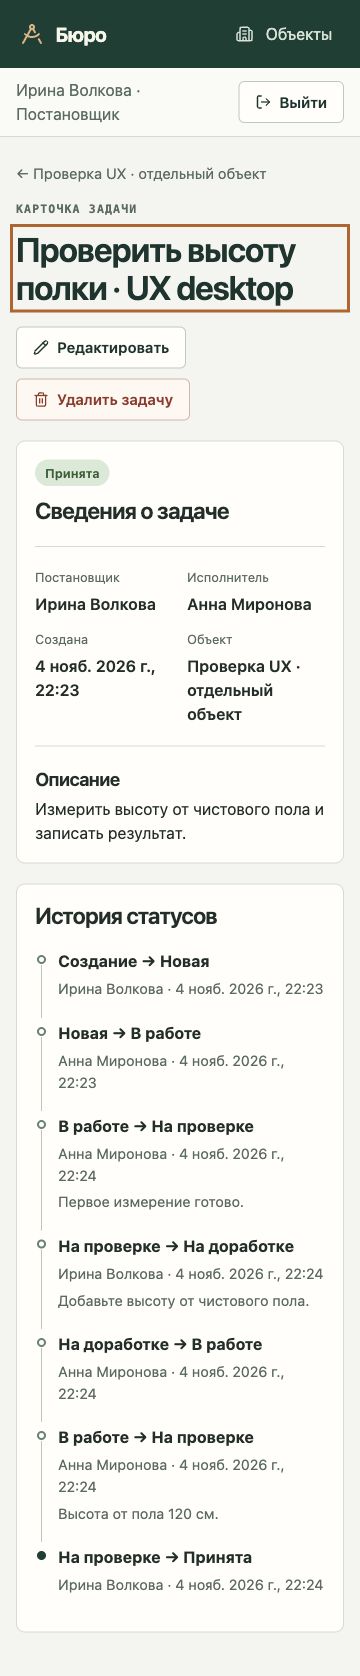 Бюро
Объекты
Ирина Волкова ·
Постановщик
Выйти
← Проверка UX · отдельный объект
КАРТОЧКА ЗАДАЧИ
Проверить высоту
полки · UX desktop
Редактировать
Удалить задачу
Принята
Сведения о задаче
Постановщик
Ирина Волкова
Исполнитель
Анна Миронова
Создана
4 нояб. 2026 г.,
22:23
Объект
Проверка UX ·
отдельный
объект
Описание
Измерить высоту от чистового пола и
записать результат.
История статусов
Создание → Новая
Ирина Волкова · 4 нояб. 2026 г., 22:23
Новая → В работе
Анна Миронова · 4 нояб. 2026 г.,
22:23
В работе → На проверке
Анна Миронова · 4 нояб. 2026 г.,
22:24
Первое измерение готово.
На проверке → На доработке
Ирина Волкова · 4 нояб. 2026 г., 22:24
Добавьте высоту от чистового пола.
На доработке → В работе
Анна Миронова · 4 нояб. 2026 г.,
22:24
В работе → На проверке
Анна Миронова · 4 нояб. 2026 г.,
22:24
Высота от пола 120 см.
На проверке → Принята
Ирина Волкова · 4 нояб. 2026 г., 22:24